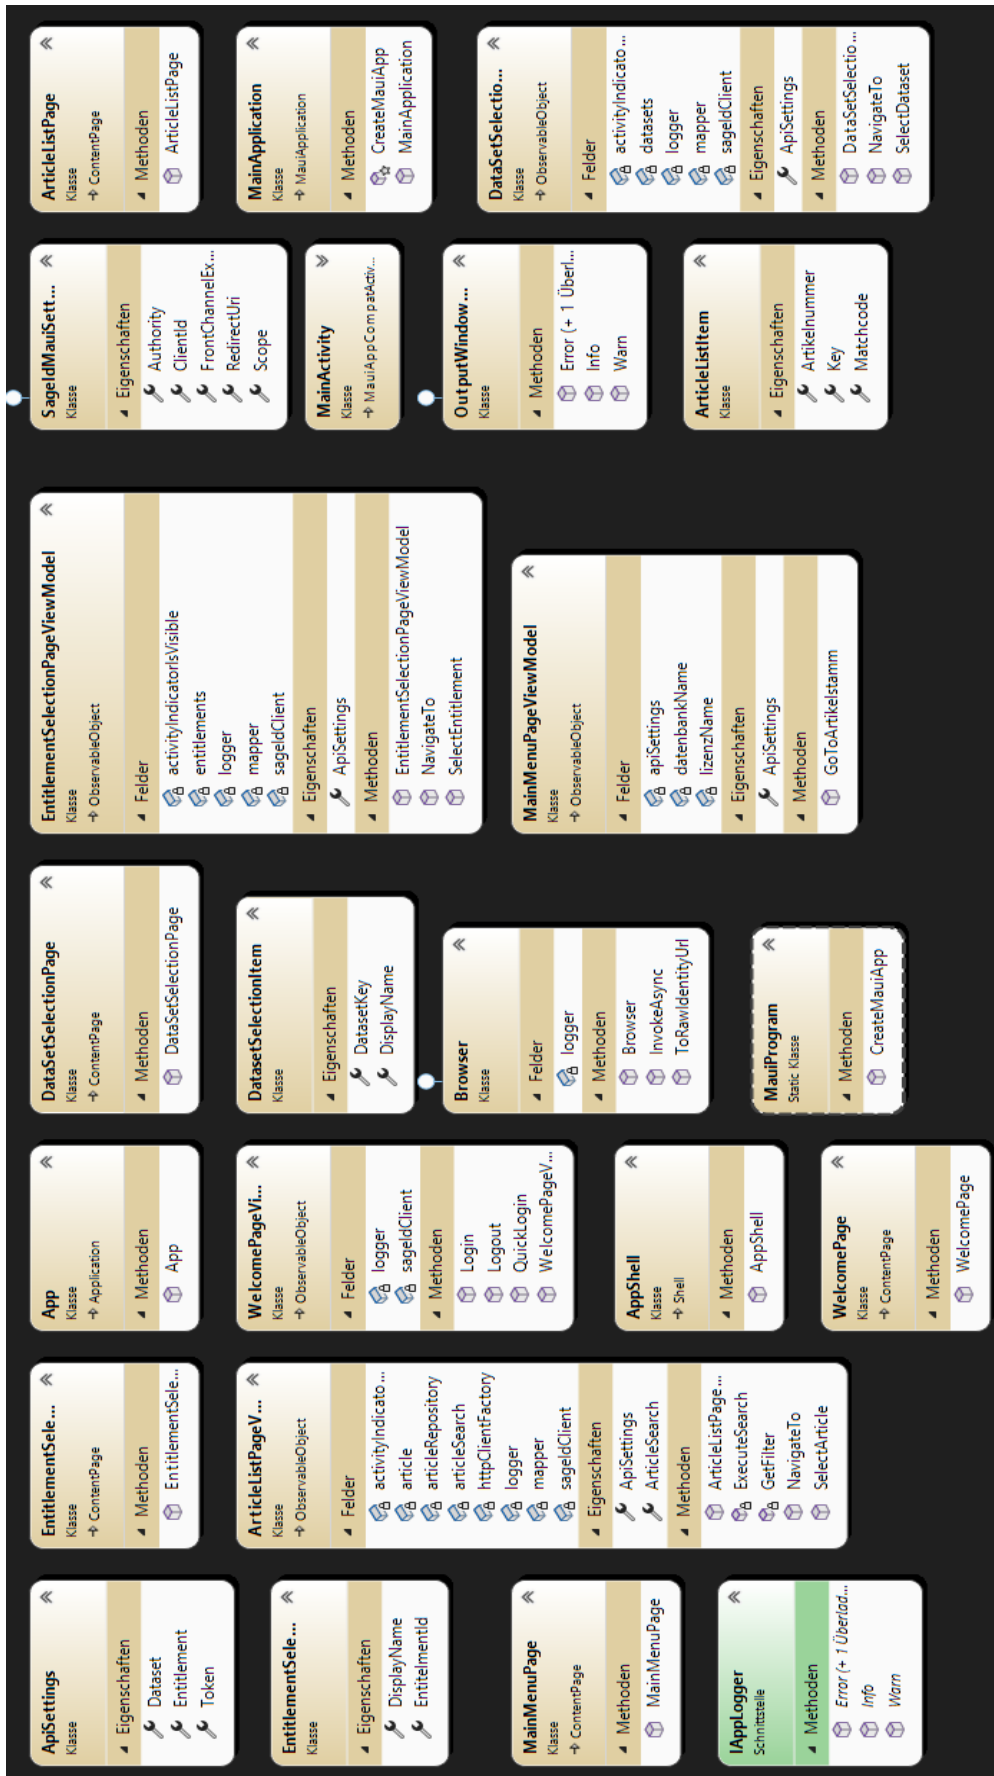 ApiSettings
Klasse
Eigenschaften
Dataset
Entitlement
Token
EntitlementSele...
Klasse
Eigenschaften
DisplayName
EntitelmentId
MainMenuPage
Klasse
ContentPage
Methoden
MainMenuPage
IAppLogger
Schnittstelle
Methoden
Error (+ 1 Überlad...
Info
Warn
EntitlementSele...
Klasse
ContentPage
Methoden
EntitlementSele...
ArticleListPageV...
Klasse
ObservableObject
Felder
activityIndicato...
article
articleRepository
articleSearch
httpClientFactory
logger
mapper
sageIdClient
Eigenschaften
ApiSettings
ArticleSearch
Methoden
ArticleListPage...
ExecuteSearch
GetFilter
NavigateTo
SelectArticle
App
Klasse
Application
Methoden
App
WelcomePageVi...
Klasse
ObservableObject
Felder
logger
sageIdClient
Methoden
Login
Logout
QuickLogin
WelcomePageV...
AppShell
Klasse
Shell
Methoden
AppShell
WelcomePage
Klasse
ContentPage
Methoden
WelcomePage
DataSetSelectionPage
Klasse
ContentPage
Methoden
DataSetSelectionPage
DatasetSelectionItem
Klasse
Eigenschaften
DatasetKey
DisplayName
Browser
Klasse
Felder
logger
Methoden
Browser
InvokeAsync
ToRawIdentityUrl
MauiProgram
Static Klasse
Methoden
CreateMauiApp
EntitlementSelectionPageViewModel
Klasse
ObservableObject
Felder
activityIndicatorIsVisible
entitlements
logger
mapper
sageIdClient
Eigenschaften
ApiSettings
Methoden
EntitlementSelectionPageViewModel
NavigateTo
SelectEntitlement
MainMenuPageViewModel
Klasse
ObservableObject
Felder
apiSettings
datenbankName
lizenzName
Eigenschaften
ApiSettings
Methoden
GoToArtikelstamm
SageIdMauiSett...
Klasse
Eigenschaften
Authority
ClientId
FrontChannelEx...
RedirectUri
Scope
MainActivity
Klasse
MauiAppCompatActiv...
OutputWindow...
Klasse
Methoden
Error (+ 1 Überl...
Info
Warn
ArticleListItem
Klasse
Eigenschaften
Artikelnummer
Key
Matchcode
ArticleListPage
Klasse
ContentPage
Methoden
ArticleListPage
MainApplication
Klasse
MauiApplication
Methoden
CreateMauiApp
MainApplication
DataSetSelectio...
Klasse
ObservableObject
Felder
activityIndicato...
datasets
logger
mapper
sageIdClient
Eigenschaften
ApiSettings
Methoden
DataSetSelectio...
NavigateTo
SelectDataset